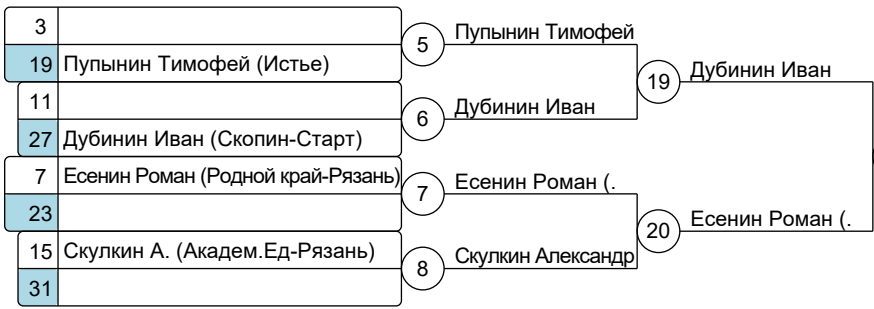 3
19 Пупынин Тимофей (Истье)
11
27 Дубинин Иван (Скопин-Старт)
7 Есенин Роман (Родной край-Рязань)
23
15 Скулкин А. (Академ.Ед-Рязань)
31
5 Пупынин Тимофей
6 Дубинин Иван
7 Есенин Роман (.
8 Скулкин Александр
19 Дубинин Иван
20 Есенин Роман (.